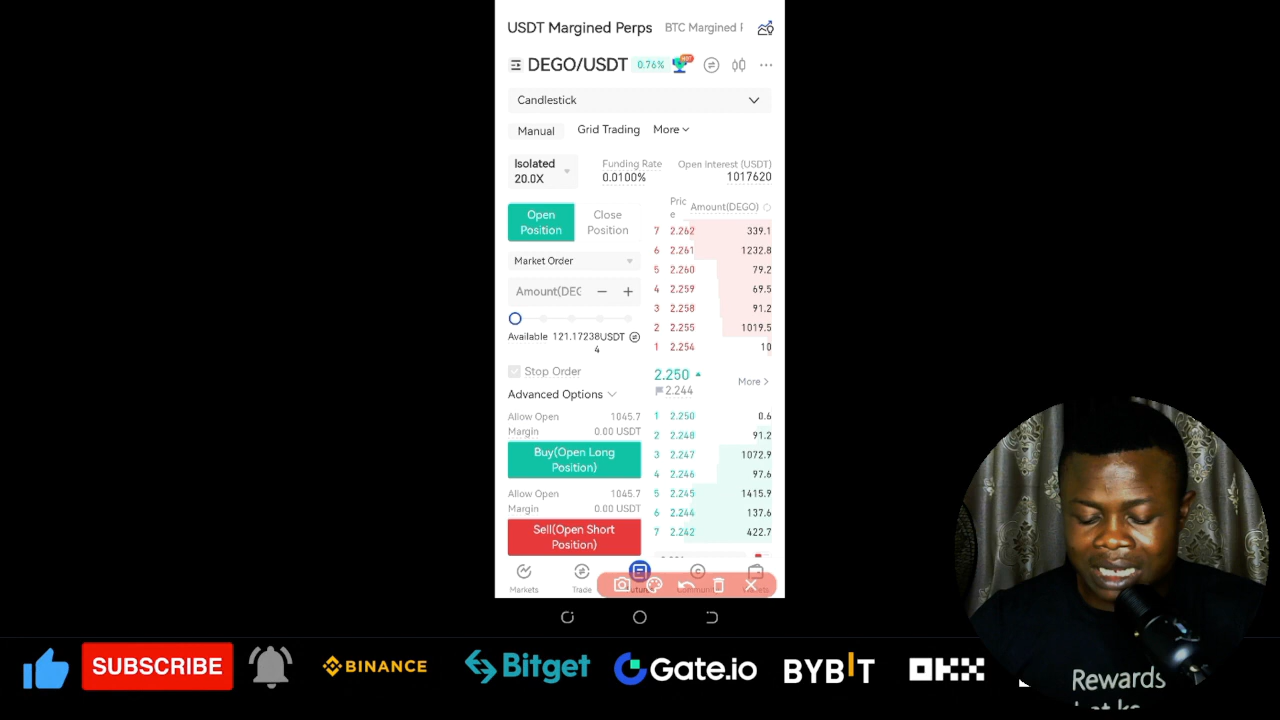 USDT Margined Perps BTC Margined
DEGO/USDT 0.76%
Candlestick
Manual Grid Trading More
Isolated
20.0X
Funding Rate
0.0100%
Open Interest (USDT)
1017620
Open
Position
Close
Position
Market Order
Amount(DEG
Available 121.17238USDT
4
Stop Order
Advanced Options
Allow Open 1045.7
Margin 0.00 USDT
Buy(Open Long
Position)
Allow Open 1045.7
Margin 0.00 USDT
Sell(Open Short
Position)
Pric
e
Amount(DEGO)
7 2.262 339.1
6 2.261 1232.8
5 2.260 79.2
4 2.259 69.5
3 2.258 91.2
2 2.255 1019.5
1 2.254 10
2.250
2.244
More >
1 2.250 0.6
2 2.248 91.2
3 2.247 1072.9
4 2.246 97.6
5 2.245 1415.9
6 2.244 137.6
7 2.242 422.7
Markets Trade
SUBSCRIBE BINANCE Bitget Gate.io BYBIT OKX
Rewards